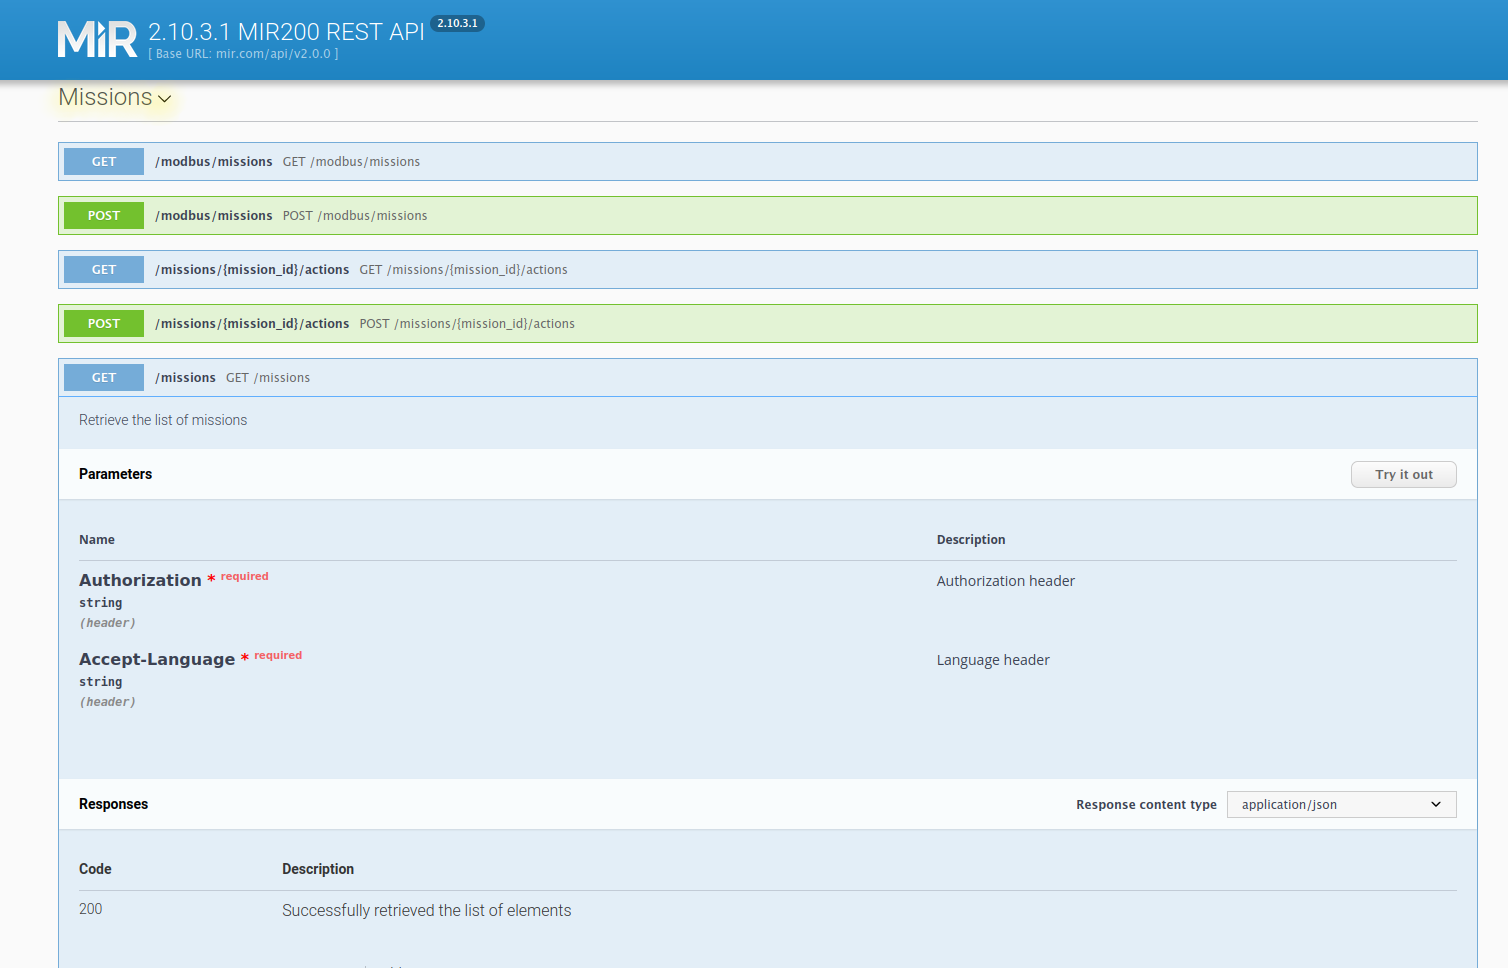 MiR 2.10.3.1 MIR200 REST API 2.10.3.1
[ Base URL: mir.com/api/v2.0.0 ]
Missions
GET /modbus/missions GET /modbus/missions
POST /modbus/missions POST /modbus/missions
GET /missions/{mission_id}/actions GET /missions/{mission_id}/actions
POST /missions/{mission_id}/actions POST /missions/{mission_id}/actions
GET /missions GET /missions
Retrieve the list of missions
Parameters Try it out
Name Description
Authorization * required Authorization header
string
(header)
Accept-Language * required Language header
string
(header)
Responses Response content type application/json
Code Description
200 Successfully retrieved the list of elements